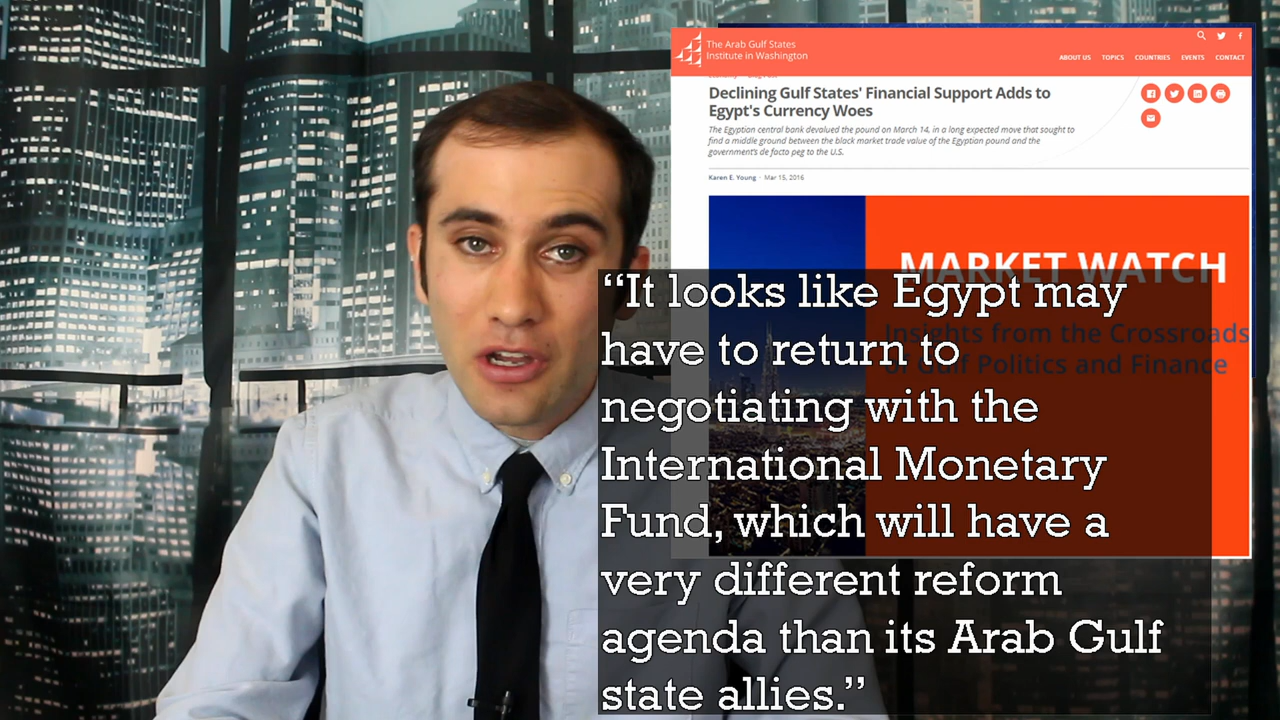 The Arab Gulf States
Institute in Washington
ABOUT US TOPICS COUNTRIES EVENTS CONTACT
Declining Gulf States' Financial Support Adds to
Egypt's Currency Woes
The Egyptian central bank devalued the pound on March 14, in a long expected move that sought to
find a middle ground between the black market trade value of the Egyptian pound and the
government's de facto peg to the U.S.
Karen E. Young · Mar 15, 2016
MARKET WATCH
Insights from the Crossroads
of Gulf Politics and Finance
“It looks like Egypt may
have to return to
negotiating with the
International Monetary
Fund, which will have a
very different reform
agenda than its Arab Gulf
state allies.”